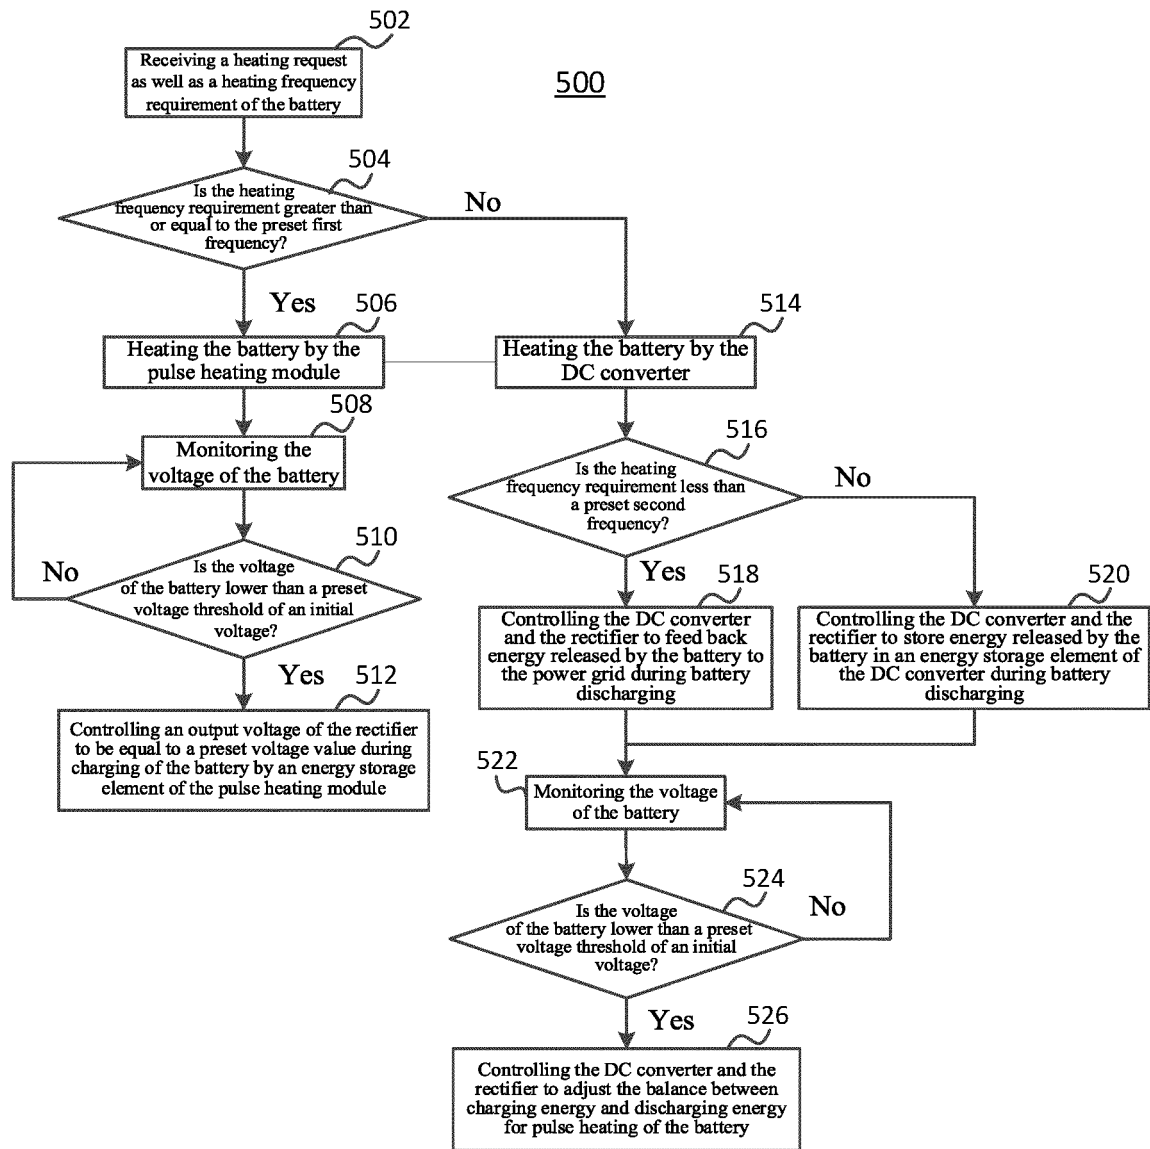 502
Receiving a heating request
as well as a heating frequency
requirement of the battery
500
504
Is the heating
frequency requirement greater than
or equal to the preset first
frequency?
No
Yes
506
Heating the battery by the
pulse heating module
514
Heating the battery by the
DC converter
508
Monitoring the
voltage of the battery
516
Is the heating
frequency requirement less than
a preset second
frequency?
No
Yes
510
Is the voltage
of the battery lower than a preset
voltage threshold of an initial
voltage?
No
Yes
512
Controlling an output voltage of the rectifier
to be equal to a preset voltage value during
charging of the battery by an energy storage
element of the pulse heating module
518
Controlling the DC converter
and the rectifier to feed back
energy released by the battery to
the power grid during battery
discharging
520
Controlling the DC converter and the
rectifier to store energy released by the
battery in an energy storage element of
the DC converter during battery
discharging
522
Monitoring the voltage
of the battery
524
Is the voltage
of the battery lower than a preset
voltage threshold of an initial
voltage?
No
Yes
526
Controlling the DC converter and the
rectifier to adjust the balance between
charging energy and discharging energy
for pulse heating of the battery